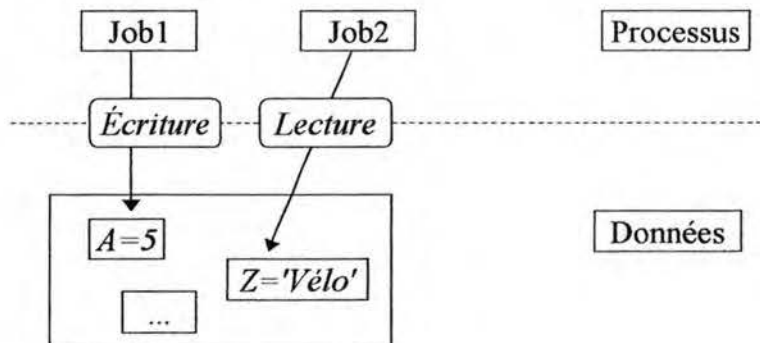 Job1
Job2
Processus
Écriture
Lecture
A=5
Données
Z='Vélo'
...